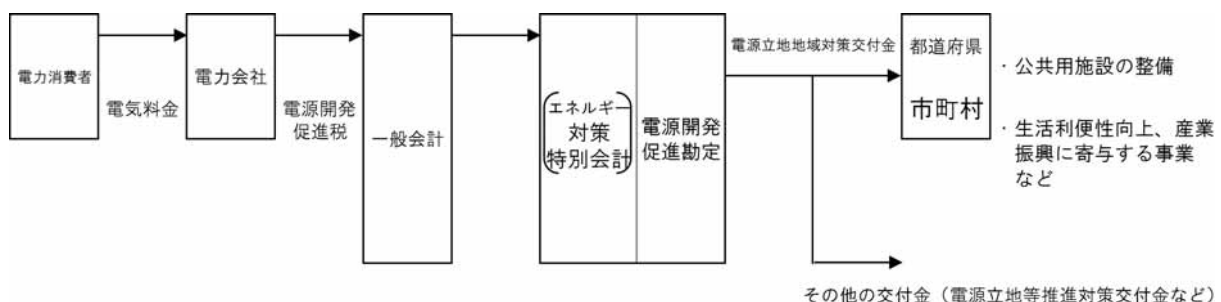 電力消費者
電気料金
電力会社
電源開発
促進税
一般会計
エネルギー
対策
特別会計
電源開発
促進勘定
電源立地地域対策交付金
都道府県
市町村
・公共用施設の整備
・生活利便性向上、産業
振興に寄与する事業
など
その他の交付金（電源立地等推進対策交付金など）